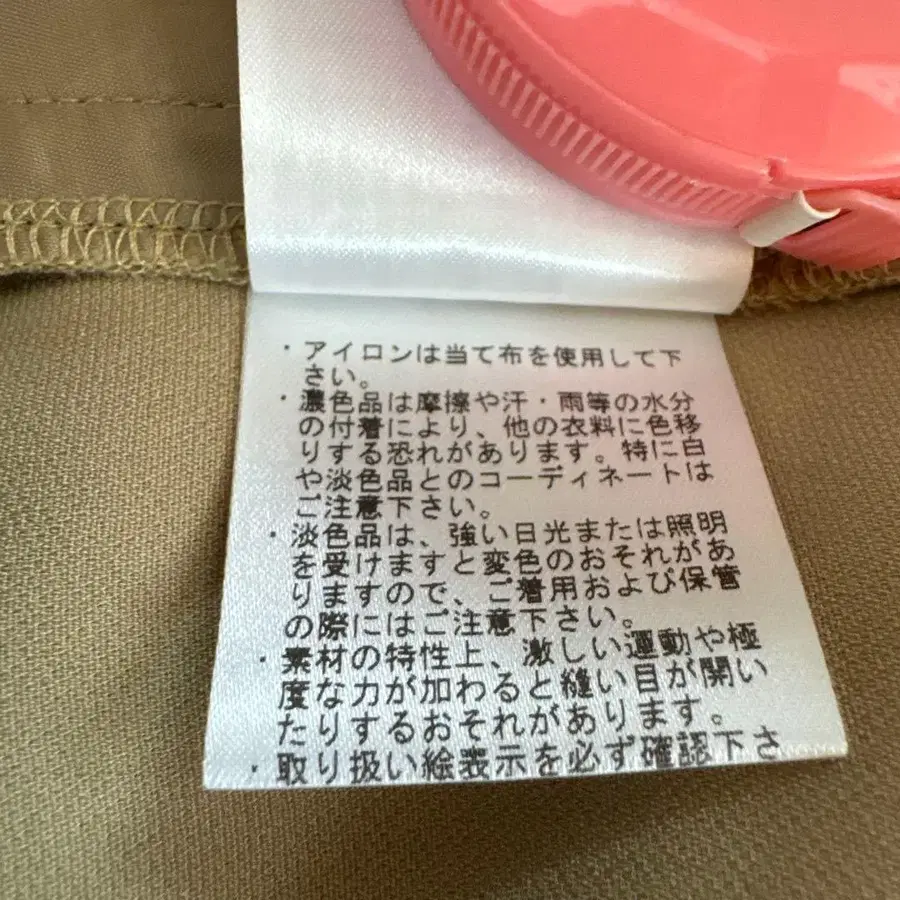 ・アイロンは当て布を使用して下
さい。
・濃色品は摩擦や汗・雨等の水分
の付着により、他の衣料に色移
りする恐れがあります。特に白
や淡色品とのコーディネートは
ご注意下さい。
・淡色品は、強い日光または照明
を受けますと変色のおそれがあ
りますので、ご着用および保管
の際にはご注意下さい。
・素材の特性上、激しい運動や極
度な力が加わると縫い目が開い
たりするおそれがあります。
・取り扱い絵表示を必ず確認下さ